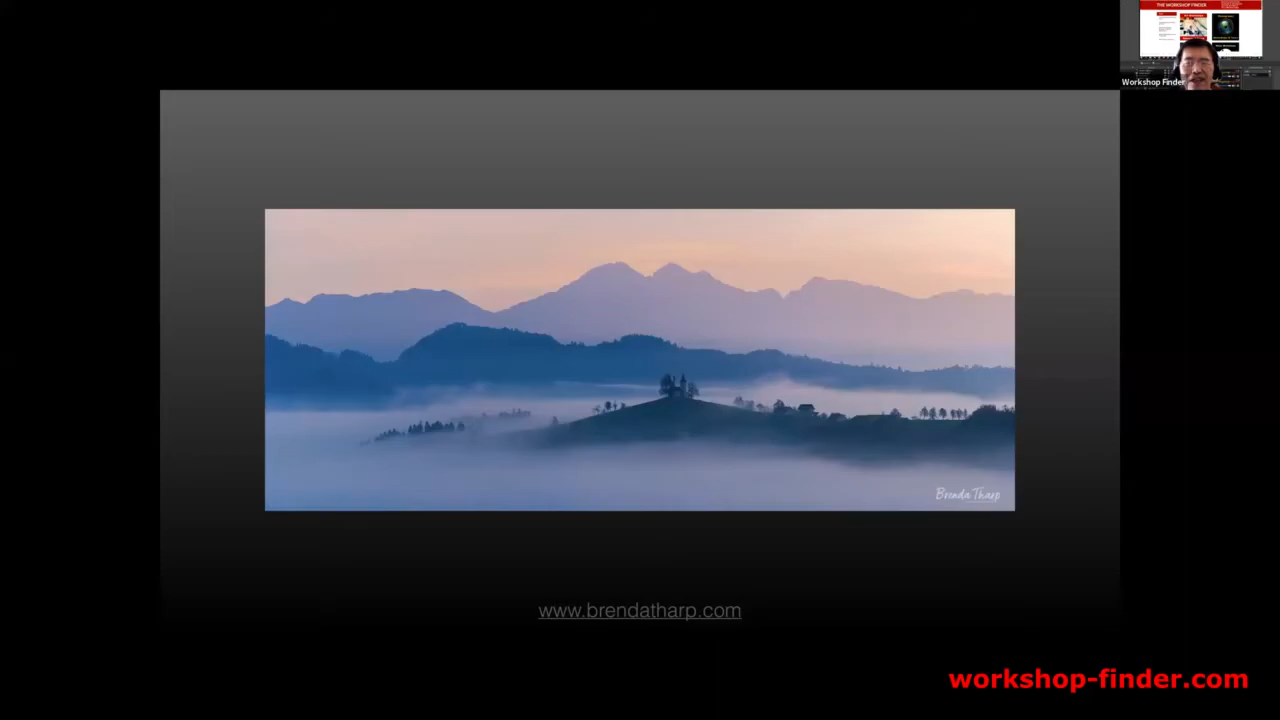 THE WORKSHOP FINDER
Workshop Finder
Brenda Tharp
www.brendatharp.com
workshop-finder.com